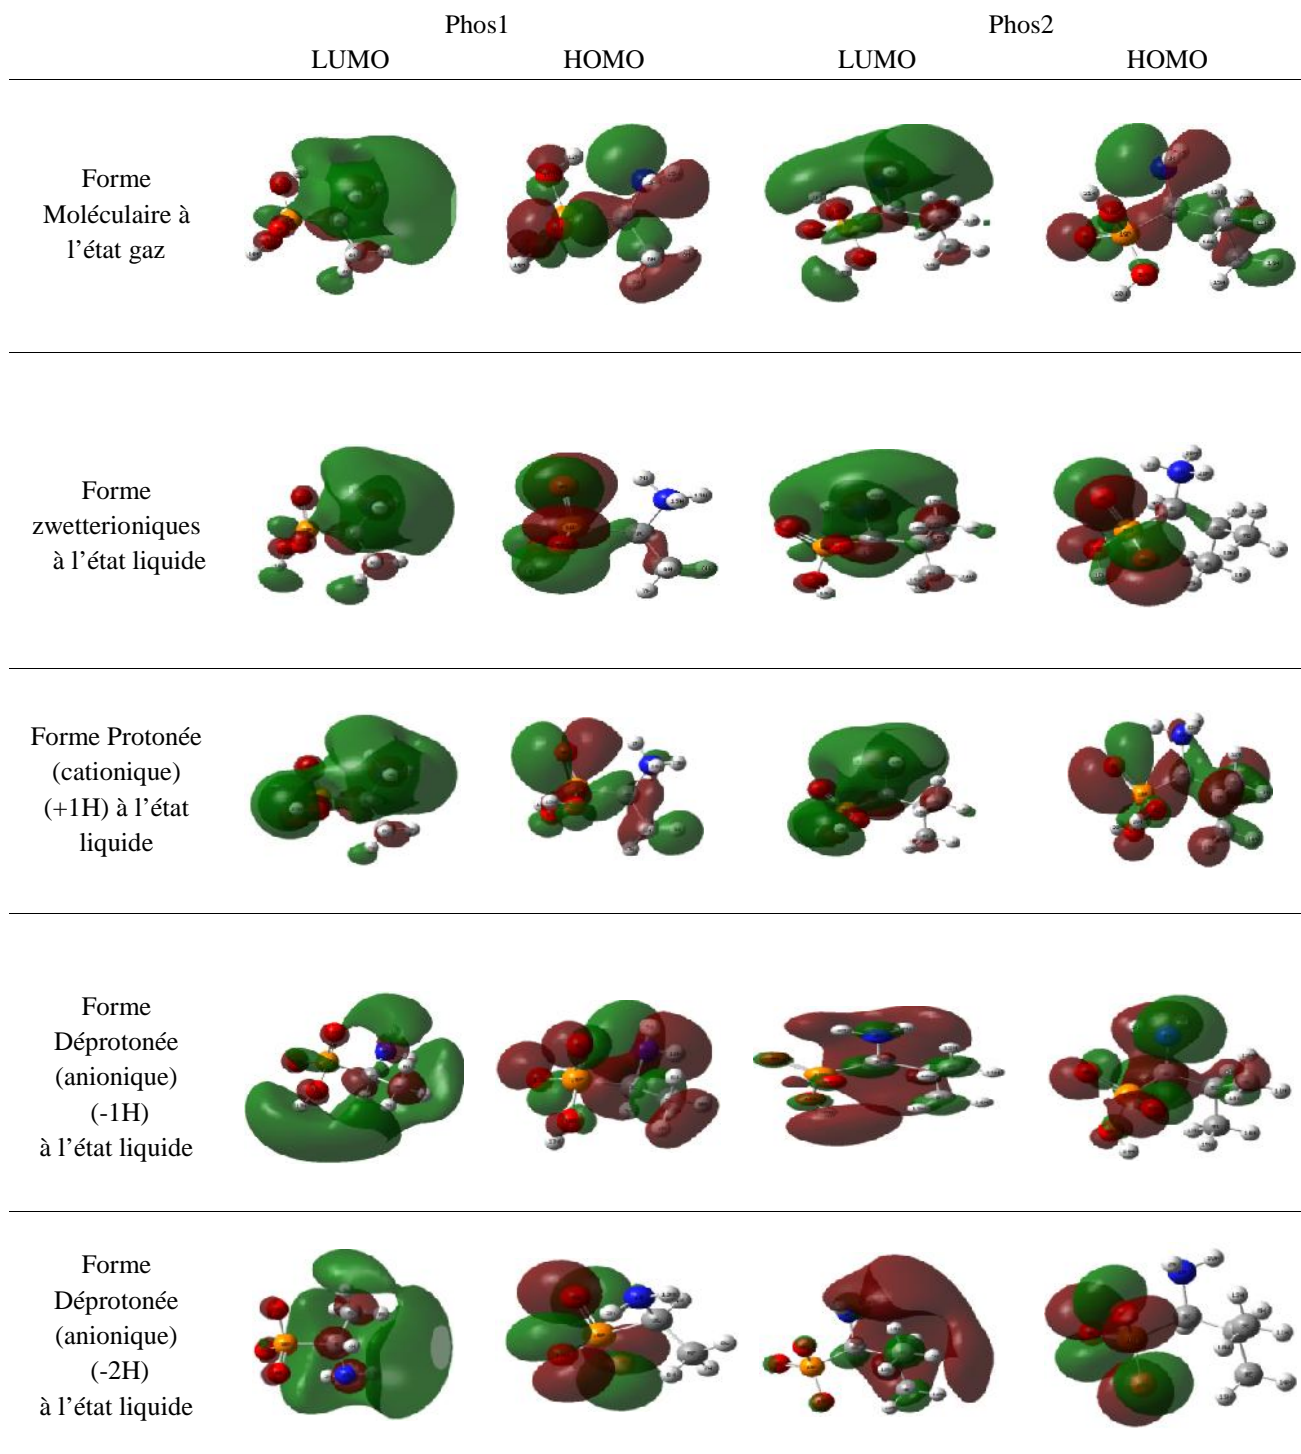 Phos1 Phos2
LUMO HOMO LUMO HOMO
Forme
Moléculaire à
l’état gaz
Forme
zwetterioniques
à l’état liquide
Forme Protonée
(cationique)
(+1H) à l’état
liquide
Forme
Déprotonée
(anionique)
(-1H)
à l’état liquide
Forme
Déprotonée
(anionique)
(-2H)
à l’état liquide